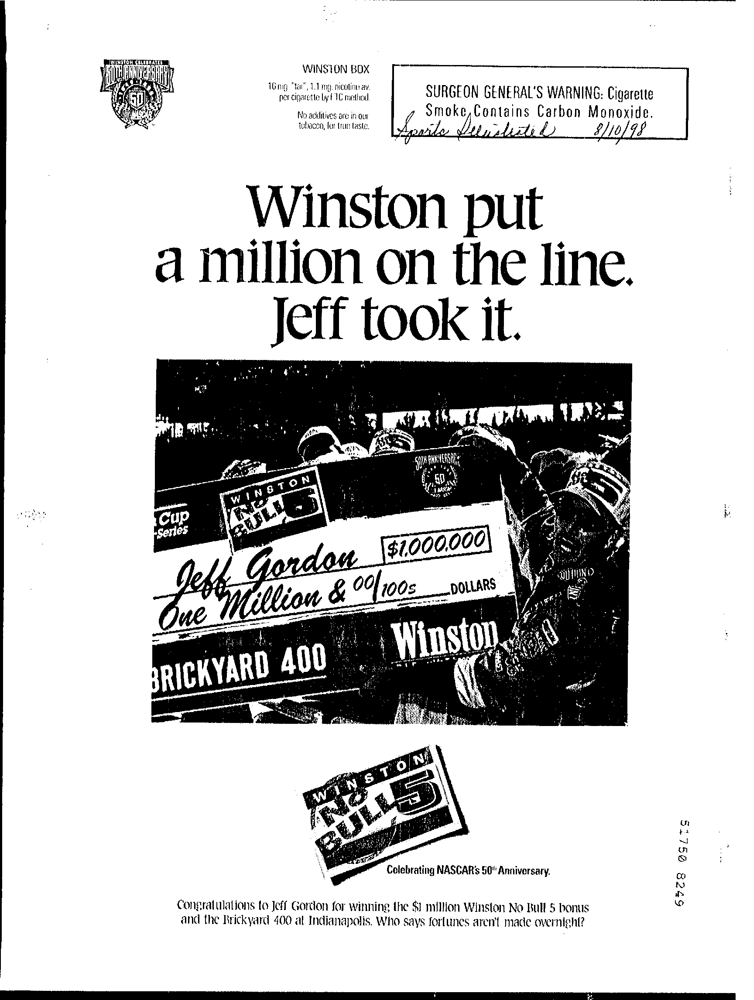 WINSTON CELEBRATES
50TH ANNIVERSARY
50
WINSTON BOX
16 mg. "tar", 1.1 mg. nicotine av.
per cigarette by FTC method.
No additives are in our
tobacco, for true taste.
SURGEON GENERAL'S WARNING: Cigarette
Smoke Contains Carbon Monoxide.
Sports Illustrated 8/10/98
Winston put
a million on the line.
Jeff took it.
50TH ANNIVERSARY
50
Cup
Series
WINSTON
NO
BULL 5
Jeff Gordon $1,000,000
One Million & 00/100s DOLLARS
Winston
BRICKYARD 400
WINSTON
NO
BULL 5
Celebrating NASCAR's 50th Anniversary.
Congratulations to Jeff Gordon for winning the $1 million Winston No Bull 5 bonus
and the Brickyard 400 at Indianapolis. Who says fortunes aren't made overnight?
51750 8249